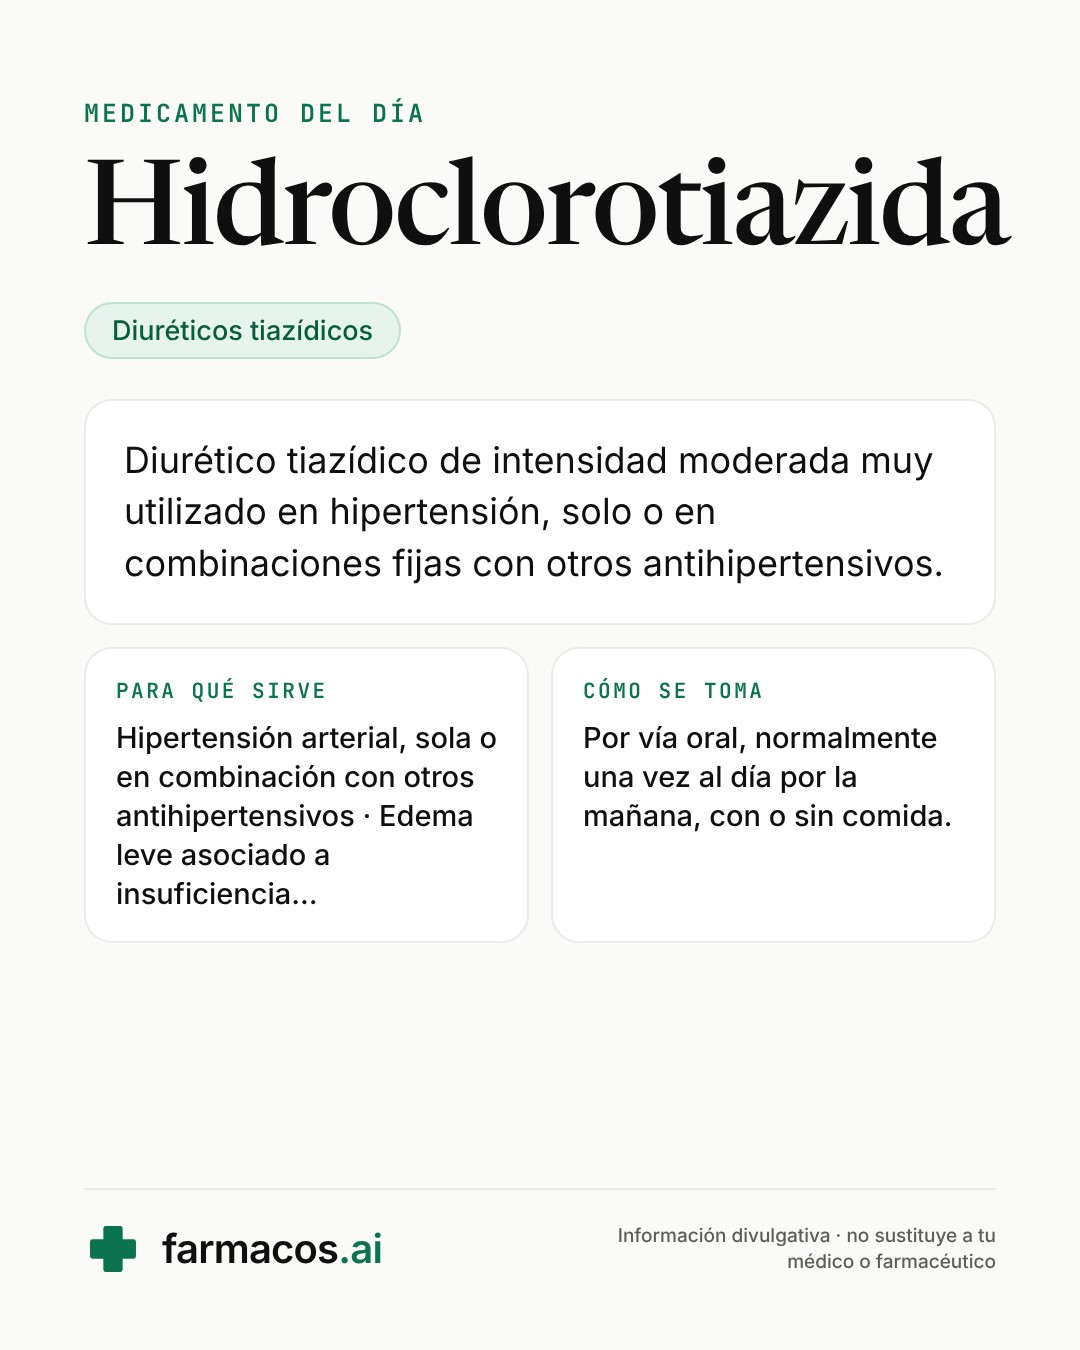 MEDICAMENTO DEL DÍA
Hidroclorotiazida
Diuréticos tiazídicos
Diurético tiazídico de intensidad moderada muy
utilizado en hipertensión, solo o en
combinaciones fijas con otros antihipertensivos.
PARA QUÉ SIRVE
Hipertensión arterial, sola o
en combinación con otros
antihipertensivos · Edema
leve asociado a
insuficiencia...
CÓMO SE TOMA
Por vía oral, normalmente
una vez al día por la
mañana, con o sin comida.
farmacos.ai
Información divulgativa · no sustituye a tu
médico o farmacéutico